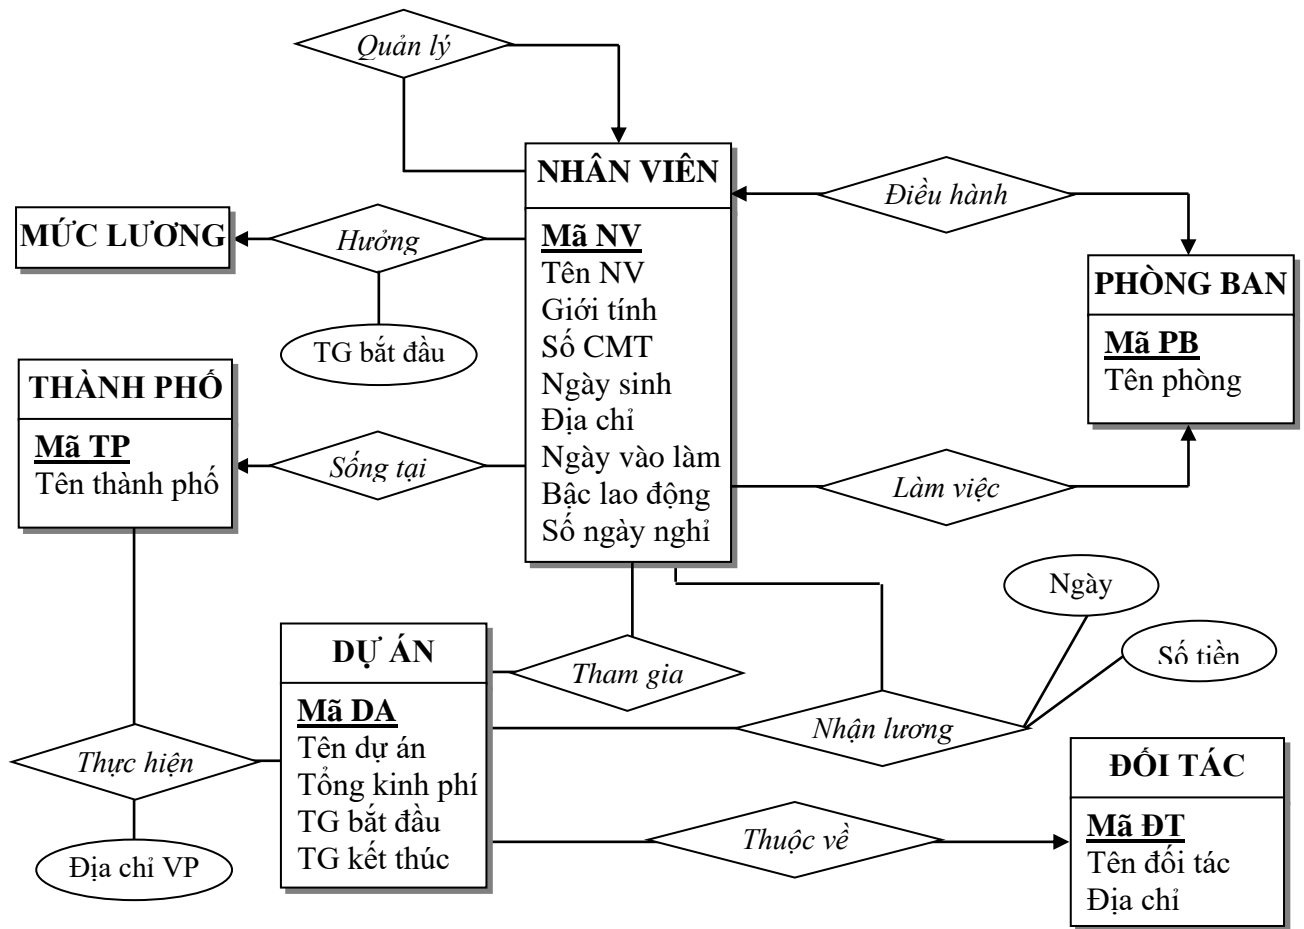 Quản lý
NHÂN VIÊN
Mã NV
Tên NV
Giới tính
Số CMT
Ngày sinh
Địa chỉ
Ngày vào làm
Bậc lao động
Số ngày nghỉ
Điều hành
MỨC LƯƠNG
Hưởng
TG bắt đầu
PHÒNG BAN
Mã PB
Tên phòng
THÀNH PHỐ
Mã TP
Tên thành phố
Sống tại
Làm việc
Ngày
Số tiền
DỰ ÁN
Mã DA
Tên dự án
Tổng kinh phí
TG bắt đầu
TG kết thúc
Tham gia
Nhận lương
Thực hiện
Địa chỉ VP
Thuộc về
ĐỐI TÁC
Mã ĐT
Tên đối tác
Địa chỉ